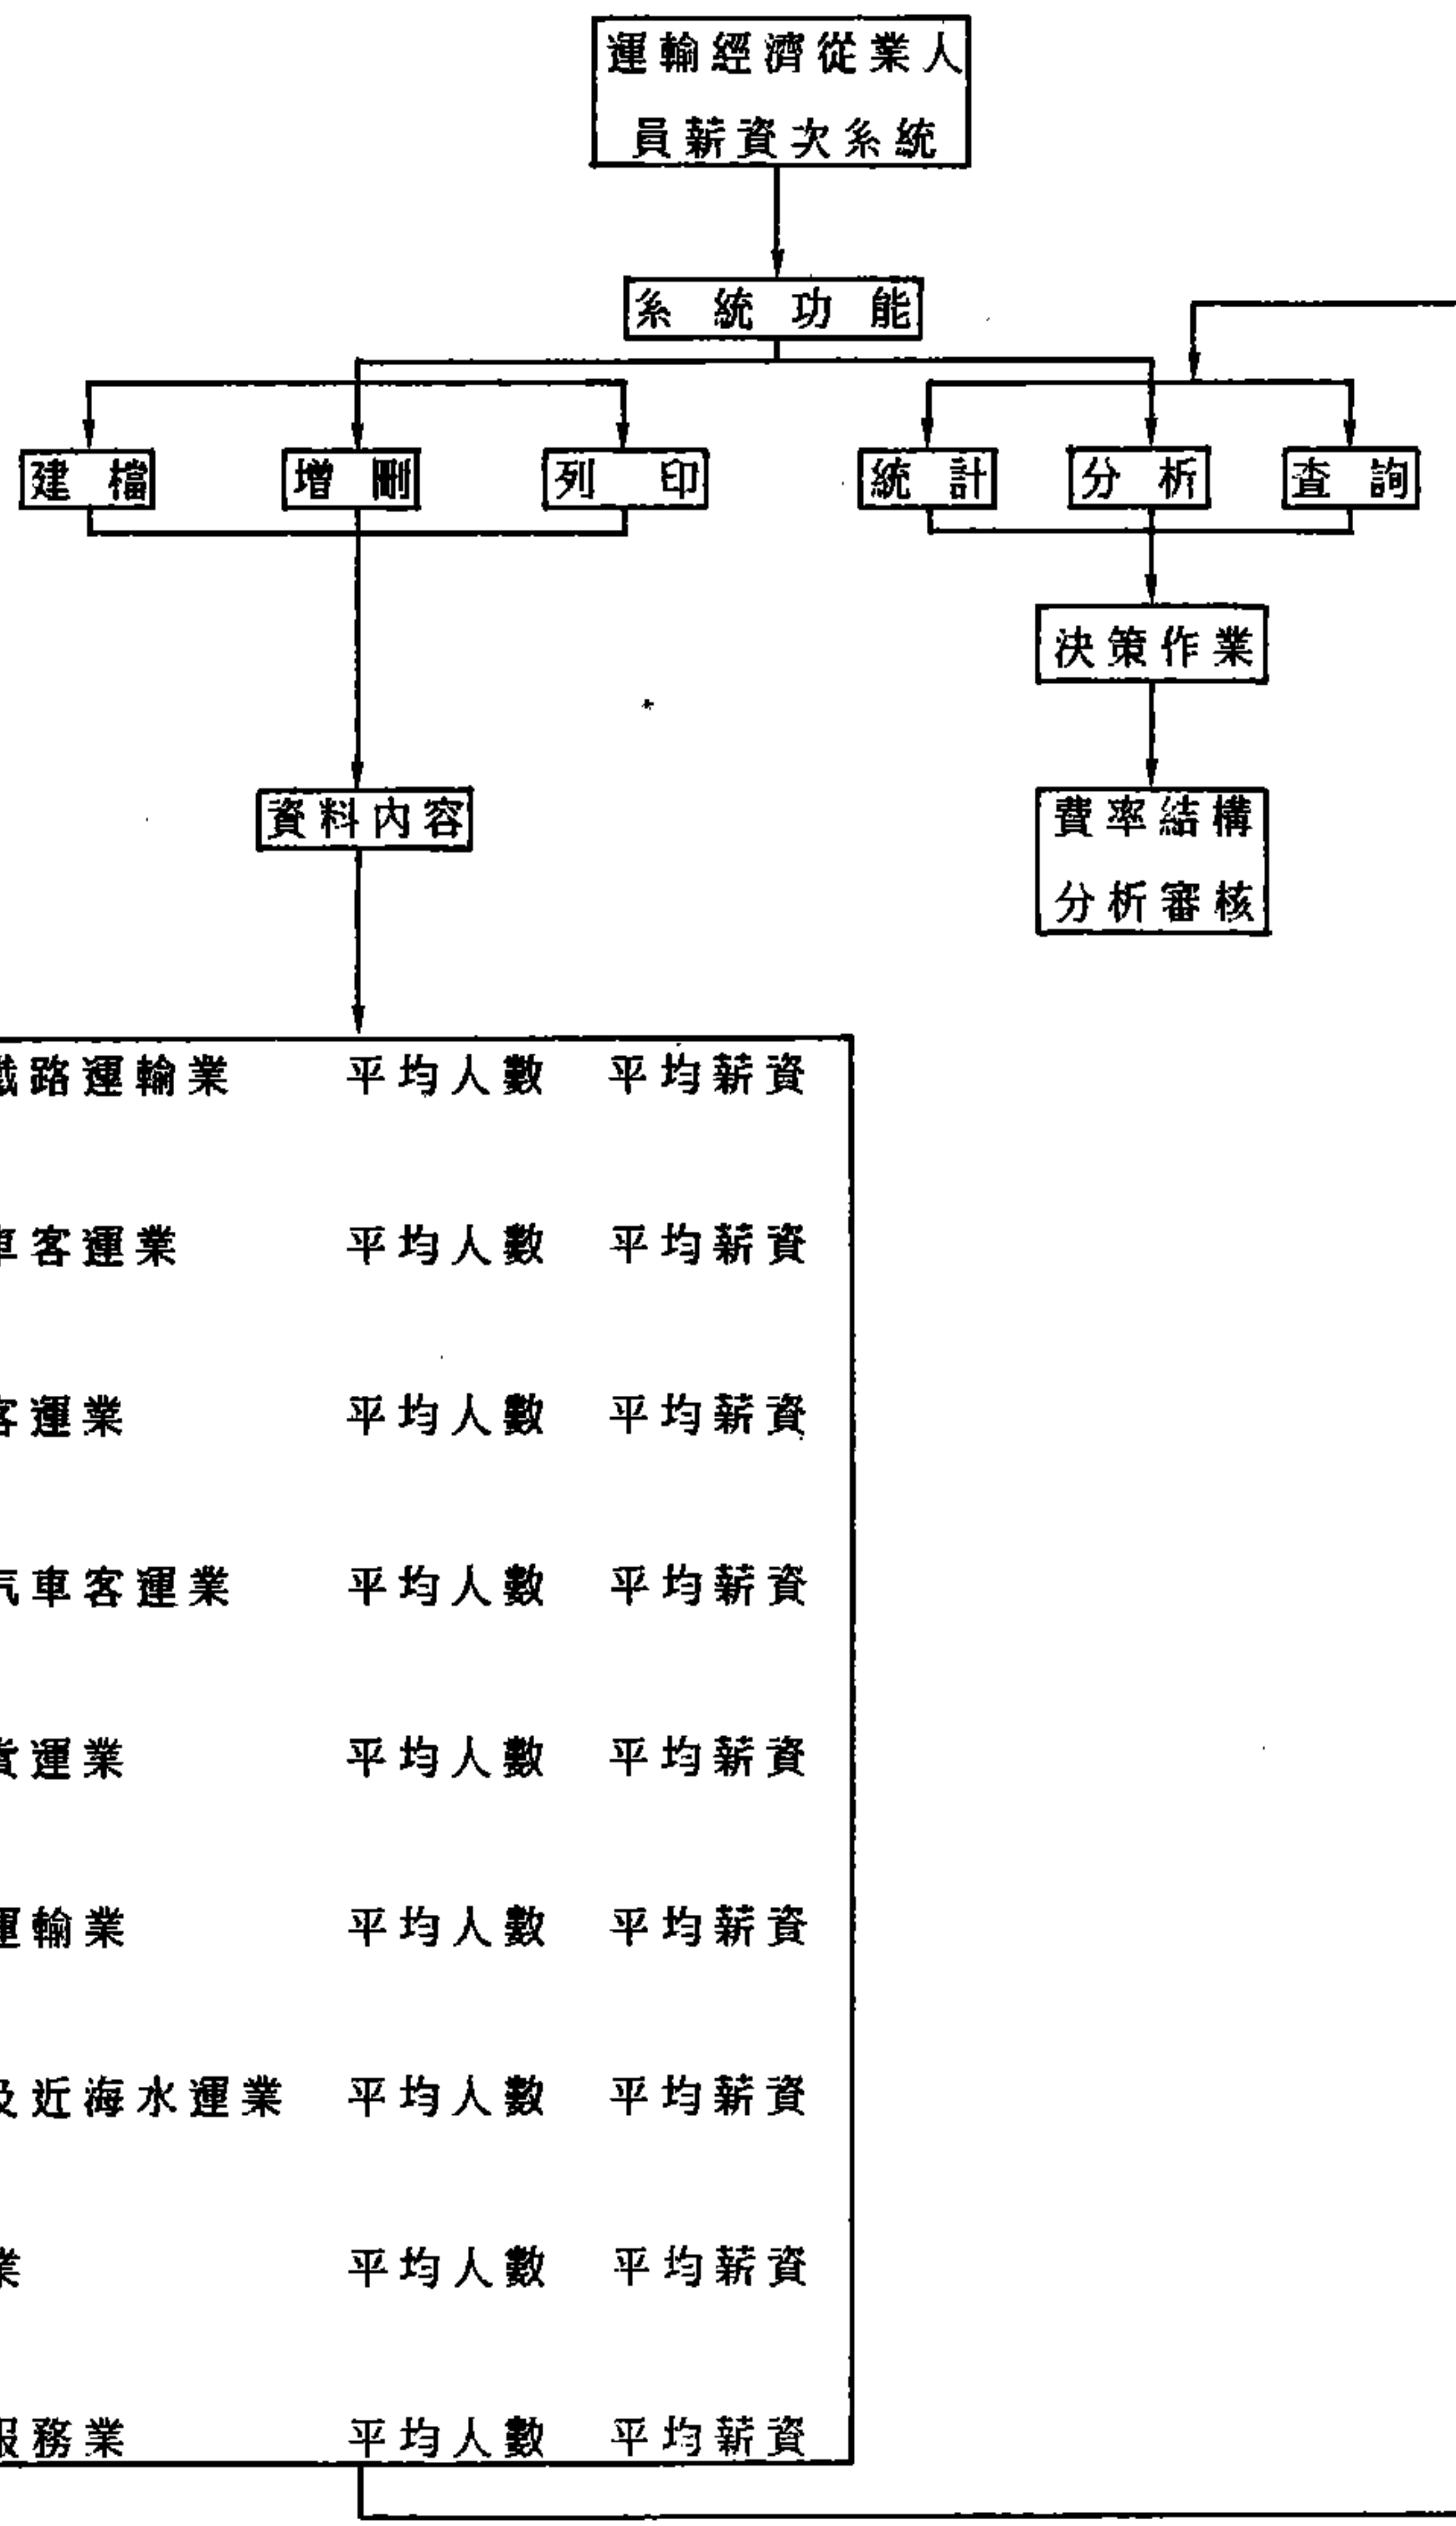 運輸經濟從業人
員薪資次系統
系統功能
建檔 增刪 列印 統計 分析 查詢
決策作業
資料內容
費率結構
分析審核
鐵路運輸業 平均人數 平均薪資
車客運業 平均人數 平均薪資
客運業 平均人數 平均薪資
汽車客運業 平均人數 平均薪資
貨運業 平均人數 平均薪資
運輸業 平均人數 平均薪資
及近海水運業 平均人數 平均薪資
業 平均人數 平均薪資
服務業 平均人數 平均薪資